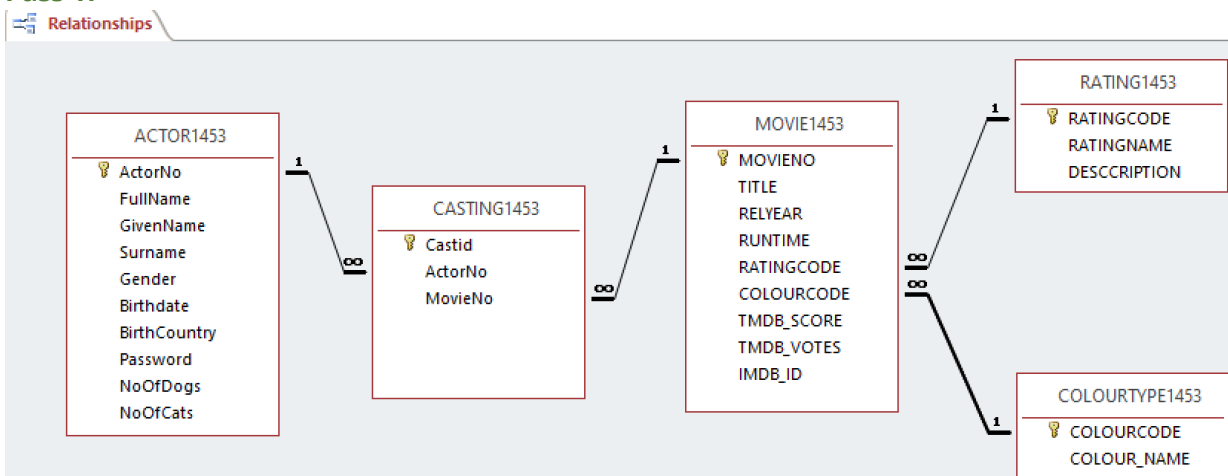 Relationships
ACTOR1453
ActorNo
FullName
GivenName
Surname
Gender
Birthdate
BirthCountry
Password
NoOfDogs
NoOfCats
1
∞
CASTING1453
Castid
ActorNo
MovieNo
1
∞
MOVIE1453
MOVIENO
TITLE
RELYEAR
RUNTIME
RATINGCODE
COLOURCODE
TMDB_SCORE
TMDB_VOTES
IMDB_ID
1
∞
∞
1
RATING1453
RATINGCODE
RATINGNAME
DESCCRIPTION
COLOURTYPE1453
COLOURCODE
COLOUR_NAME